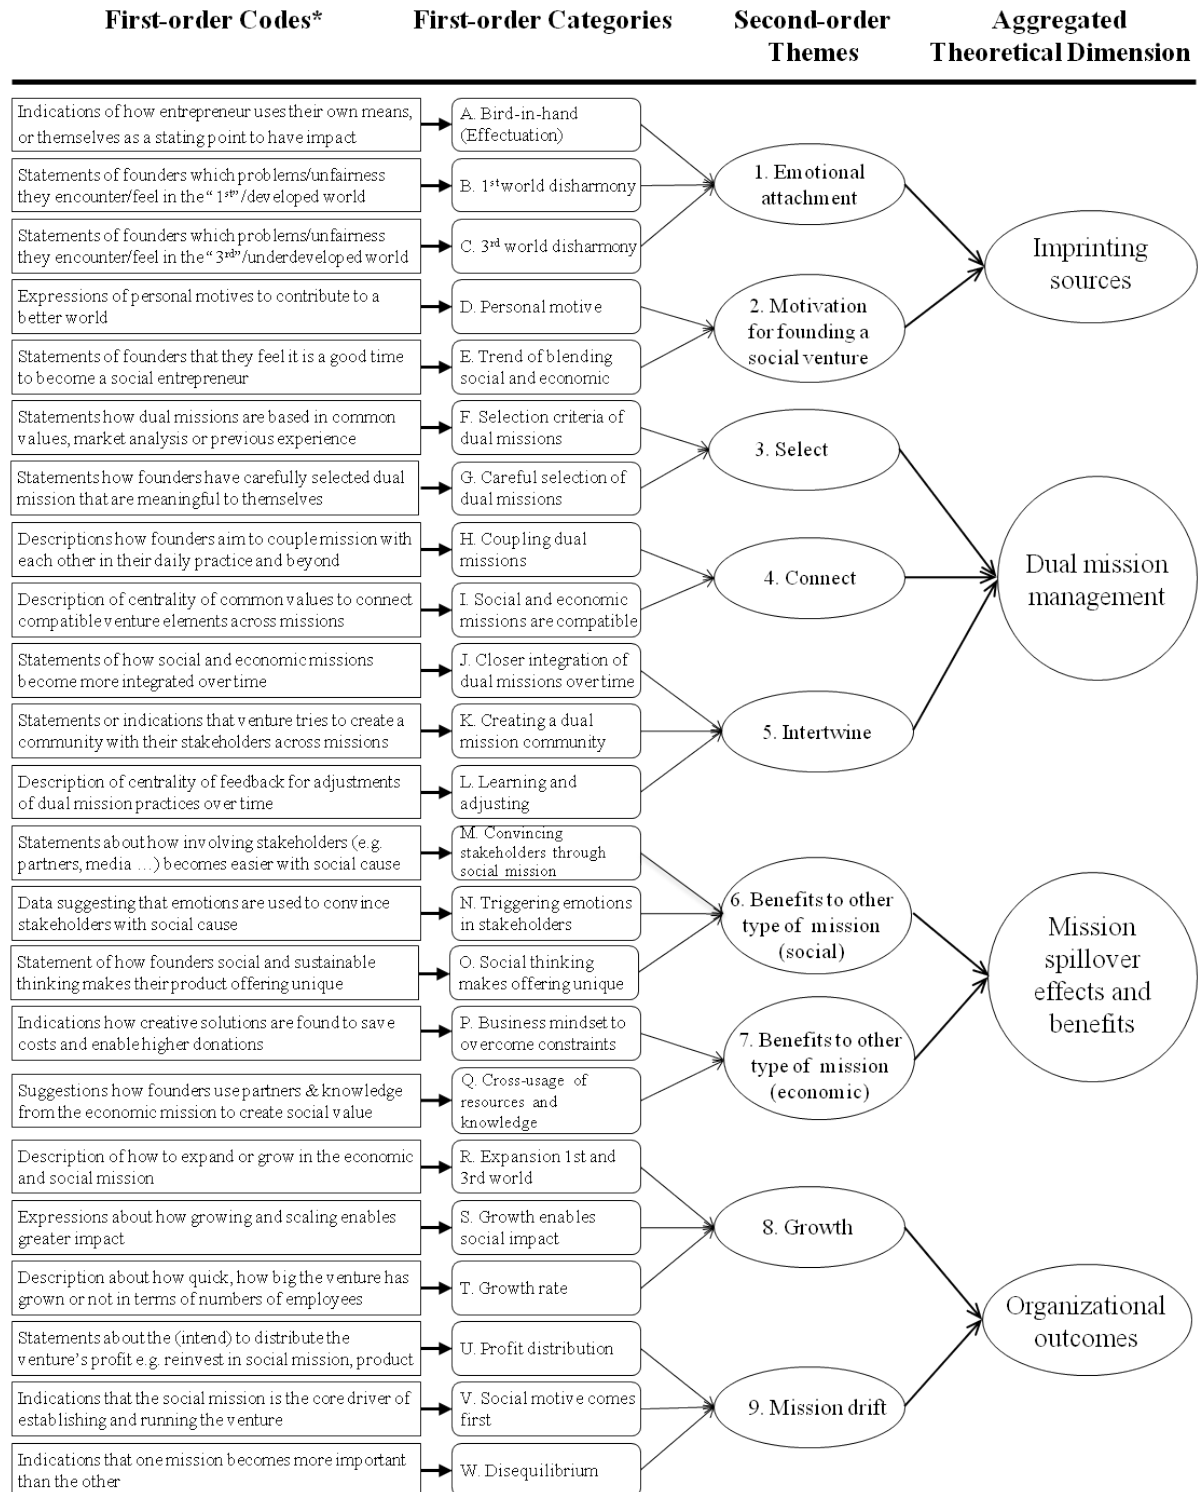 First-order Codes*
First-order Categories
Second-order
Themes
Aggregated
Theoretical Dimension
Indications of how entrepreneur uses their own means,
or themselves as a stating point to have impact
A. Bird-in-hand
(Effectuation)
Statements of founders which problems/unfairness
they encounter/feel in the “ 1st”/developed world
B. 1st world disharmony
Statements of founders which problems/unfairness
they encounter/feel in the “ 3rd”/underdeveloped world
C. 3rd world disharmony
1. Emotional
attachment
Expressions of personal motives to contribute to a
better world
D. Personal motive
Statements of founders that they feel it is a good time
to become a social entrepreneur
E. Trend of blending
social and economic
2. Motivation
for founding a
social venture
Imprinting
sources
Statements how dual missions are based in common
values, market analysis or previous experience
F. Selection criteria of
dual missions
Statements how founders have carefully selected dual
mission that are meaningful to themselves
G. Careful selection of
dual missions
3. Select
Descriptions how founders aim to couple mission with
each other in their daily practice and beyond
H. Coupling dual
missions
Description of centrality of common values to connect
compatible venture elements across missions
I. Social and economic
missions are compatible
4. Connect
Statements of how social and economic missions
become more integrated over time
J. Closer integration of
dual missions over time
Statements or indications that venture tries to create a
community with their stakeholders across missions
K. Creating a dual
mission community
Description of centrality of feedback for adjustments
of dual mission practices over time
L. Learning and
adjusting
5. Intertwine
Dual mission
management
Statements about how involving stakeholders (e.g.
partners, media …) becomes easier with social cause
M. Convincing
stakeholders through
social mission
Data suggesting that emotions are used to convince
stakeholders with social cause
N. Triggering emotions
in stakeholders
Statement of how founders social and sustainable
thinking makes their product offering unique
O. Social thinking
makes offering unique
6. Benefits to other
type of mission
(social)
Indications how creative solutions are found to save
costs and enable higher donations
P. Business mindset to
overcome constraints
Suggestions how founders use partners & knowledge
from the economic mission to create social value
Q. Cross-usage of
resources and
knowledge
7. Benefits to other
type of mission
(economic)
Mission
spillover
effects and
benefits
Description of how to expand or grow in the economic
and social mission
R. Expansion 1st and
3rd world
Expressions about how growing and scaling enables
greater impact
S. Growth enables
social impact
Description about how quick, how big the venture has
grown or not in terms of numbers of employees
T. Growth rate
8. Growth
Statements about the (intend) to distribute the
venture’s profit e.g. reinvest in social mission, product
U. Profit distribution
Indications that the social mission is the core driver of
establishing and running the venture
V. Social motive comes
first
Indications that one mission becomes more important
than the other
W. Disequilibrium
9. Mission drift
Organizational
outcomes